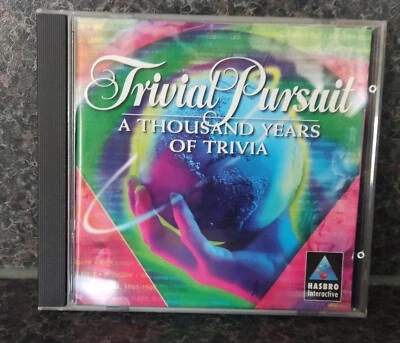 Trivial Pursuit
A THOUSAND YEARS
OF TRIVIA
HASBRO
Interactive